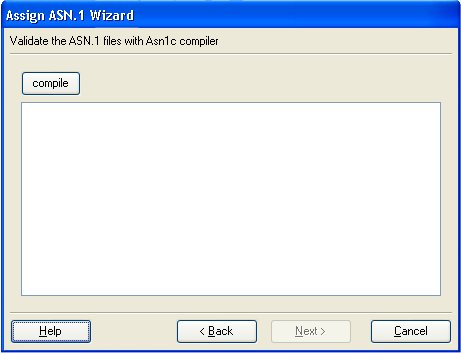 Assign ASN.1 Wizard
Validate the ASN.1 files with Asn1c compiler
compile
Help
< Back
Next >
Cancel